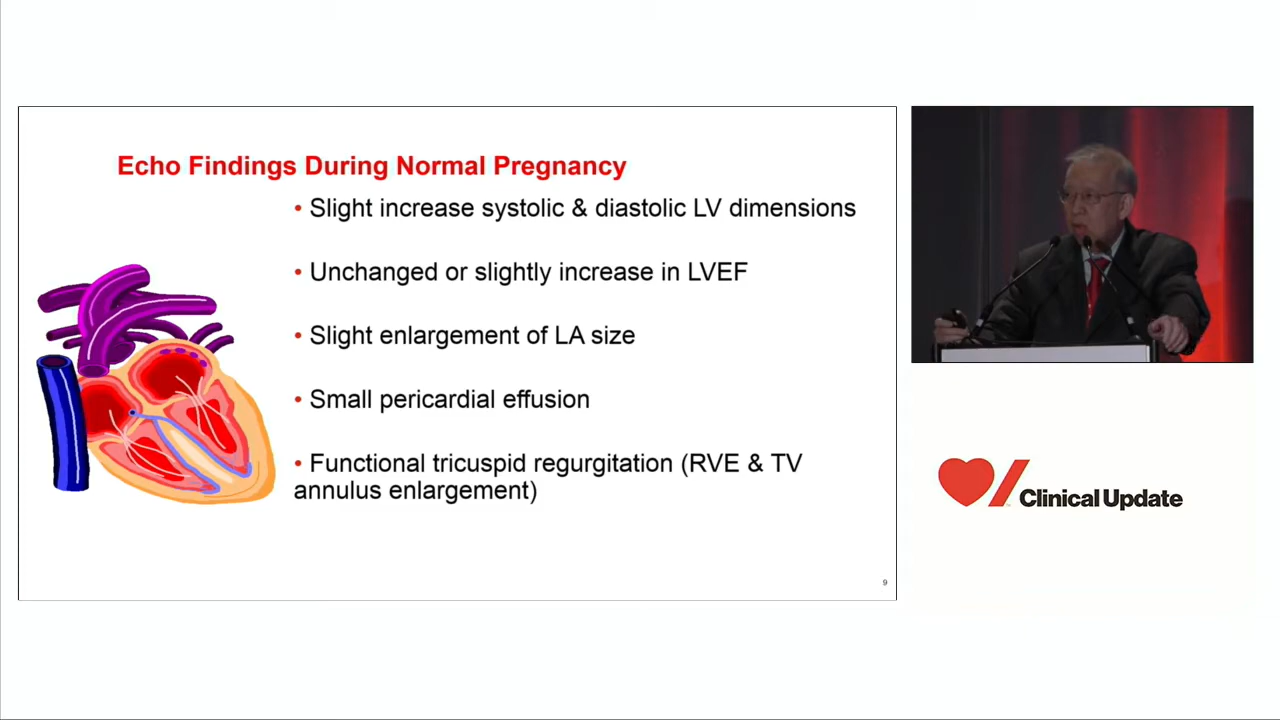 Echo Findings During Normal Pregnancy
• Slight increase systolic & diastolic LV dimensions
• Unchanged or slightly increase in LVEF
• Slight enlargement of LA size
• Small pericardial effusion
• Functional tricuspid regurgitation (RVE & TV
annulus enlargement)
9
Clinical Update